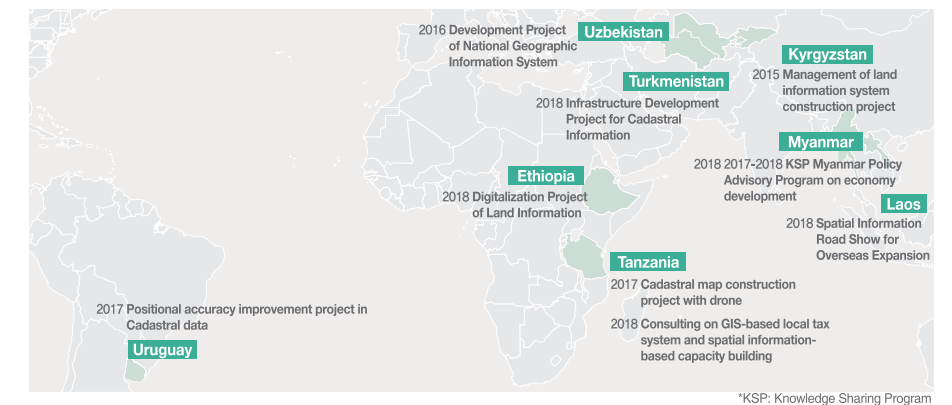 Uzbekistan
2016 Development Project
of National Geographic
Information System
Kyrgyzstan
2015 Management of land
information system
construction project
Turkmenistan
2018 Infrastructure Development
Project for Cadastral
Information
Myanmar
2018 2017-2018 KSP Myanmar Policy
Advisory Program on economy
development
Ethiopia
2018 Digitalization Project
of Land Information
Laos
2018 Spatial Information
Road Show for
Overseas Expansion
Tanzania
2017 Cadastral map construction
project with drone
2018 Consulting on GIS-based local tax
system and spatial information-
based capacity building
2017 Positional accuracy improvement project in
Cadastral data
Uruguay
*KSP: Knowledge Sharing Program